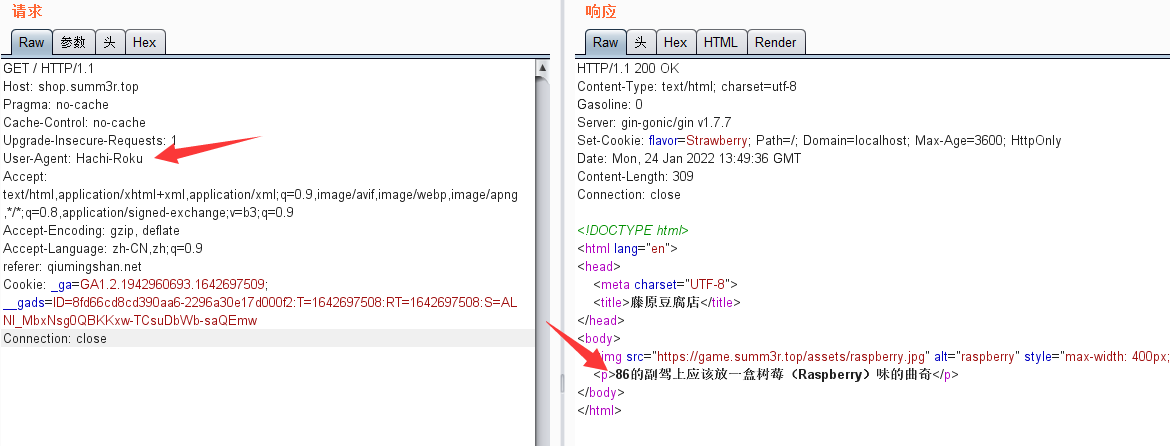 请求
Raw 参数 头 Hex
GET / HTTP/1.1
Host: shop.summ3r.top
Pragma: no-cache
Cache-Control: no-cache
Upgrade-Insecure-Requests: 1
User-Agent: Hachi-Roku
Accept:
text/html,application/xhtml+xml,application/xml;q=0.9,image/avif,image/webp,image/apng
,*/*;q=0.8,application/signed-exchange;v=b3;q=0.9
Accept-Encoding: gzip, deflate
Accept-Language: zh-CN,zh;q=0.9
referer: qiumingshan.net
Cookie: _ga=GA1.2.1942960693.1642697509;
__gads=ID=8fd66cd8cd390aa6-2296a30e17d000f2:T=1642697508:RT=1642697508:S=AL
NI_MbxNsg0QBKKxw-TCsuDbWb-saQEmw
Connection: close
响应
Raw 头 Hex HTML Render
HTTP/1.1 200 OK
Content-Type: text/html; charset=utf-8
Gasoline: 0
Server: gin-gonic/gin v1.7.7
Set-Cookie: flavor=Strawberry; Path=/; Domain=localhost; Max-Age=3600; HttpOnly
Date: Mon, 24 Jan 2022 13:49:36 GMT
Content-Length: 309
Connection: close
<!DOCTYPE html>
<html lang="en">
<head>
<meta charset="UTF-8">
<title>藤原豆腐店</title>
</head>
<body>
img src="https://game.summ3r.top/assets/raspberry.jpg" alt="raspberry" style="max-width: 400px;
<p>86的副驾上应该放一盒树莓（Raspberry）味的曲奇</p>
</body>
</html>